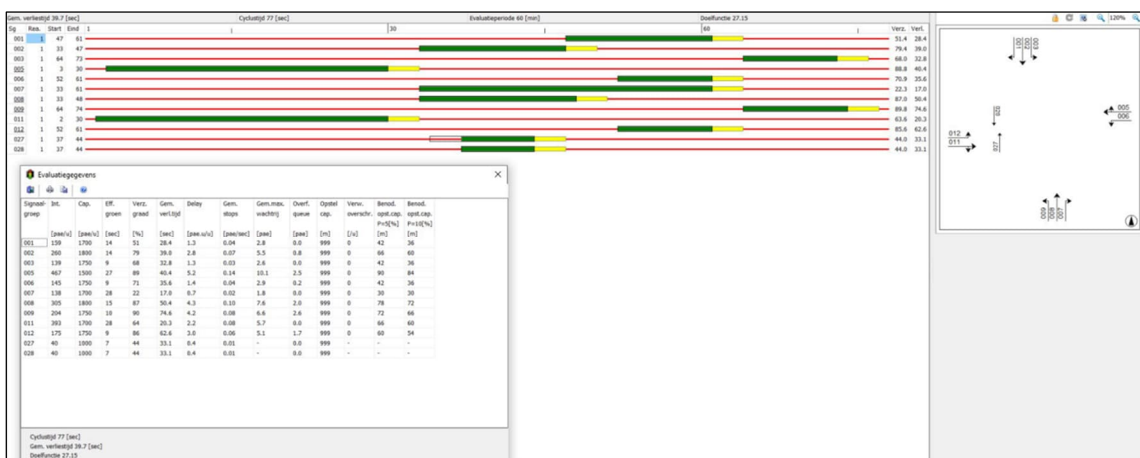 Gem. verliestijd 39.7 [sec] Cyclustijd 77 [sec] Evaluatieperiode 60 [min] Doelfunctie 27.15
Sg Rea. Start End 1 30 60 Verz. Verl.
001 1 47 61 51.4 28.4
002 1 33 47 79.4 39.0
003 1 64 73 68.0 32.8
005 1 3 30 88.8 40.4
006 1 52 61 70.9 35.6
007 1 33 61 22.3 17.0
008 1 33 48 87.0 50.4
009 1 64 74 89.8 74.6
011 1 2 30 63.6 20.3
012 1 52 61 85.6 62.6
027 1 37 44 44.0 33.1
028 1 37 44 44.0 33.1
120%
001
002
003
005
006
028
027
012
011
009
008
007
Evaluatiegegevens
Signaal- Int. Cap. Eff. Verz. Gem. Delay Gem. Gem.max. Overf. Opstel Verw. Benod. Benod.
groep groen graad verl.tijd stops wachtrij queue cap. overschr. opst.cap. opst.cap.
P=5[%] P=10[%]
[pae/u] [pae/u] [sec] [%] [sec] [pae.u/u] [pae/sec] [pae] [pae] [m] [/u] [m] [m]
001 159 1700 14 51 28.4 1.3 0.04 2.8 0.0 999 0 42 36
002 260 1800 14 79 39.0 2.8 0.07 5.5 0.8 999 0 66 60
003 139 1750 9 68 32.8 1.3 0.03 2.6 0.0 999 0 42 36
005 467 1500 27 89 40.4 5.2 0.14 10.1 2.5 999 0 90 84
006 145 1750 9 71 35.6 1.4 0.04 2.9 0.2 999 0 42 36
007 138 1700 28 22 17.0 0.7 0.02 1.8 0.0 999 0 30 30
008 305 1800 15 87 50.4 4.3 0.10 7.6 2.0 999 0 78 72
009 204 1750 10 90 74.6 4.2 0.08 6.6 2.6 999 0 72 66
011 393 1700 28 64 20.3 2.2 0.08 5.7 0.0 999 0 66 60
012 175 1750 9 86 62.6 3.0 0.06 5.1 1.7 999 0 60 54
027 40 1000 7 44 33.1 0.4 0.01 - 0.0 999 0 - -
028 40 1000 7 44 33.1 0.4 0.01 - 0.0 999 0 - -
Cyclustijd 77 [sec]
Gem. verliestijd 39.7 [sec]
Doelfunctie 27.15